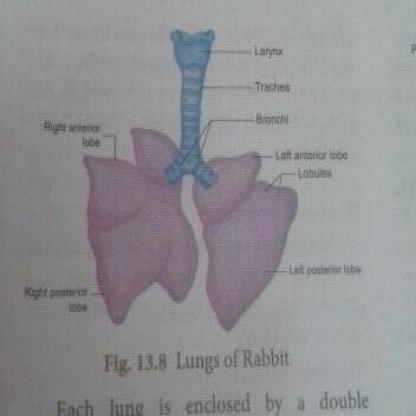 Larynx
Trachea
Bronchi
Right anterior
lobe
Left anterior lobe
Lobules
Left posterior lobe
Right posterior
lobe
Fig. 13.8 Lungs of Rabbit
Each lung is enclosed by a double